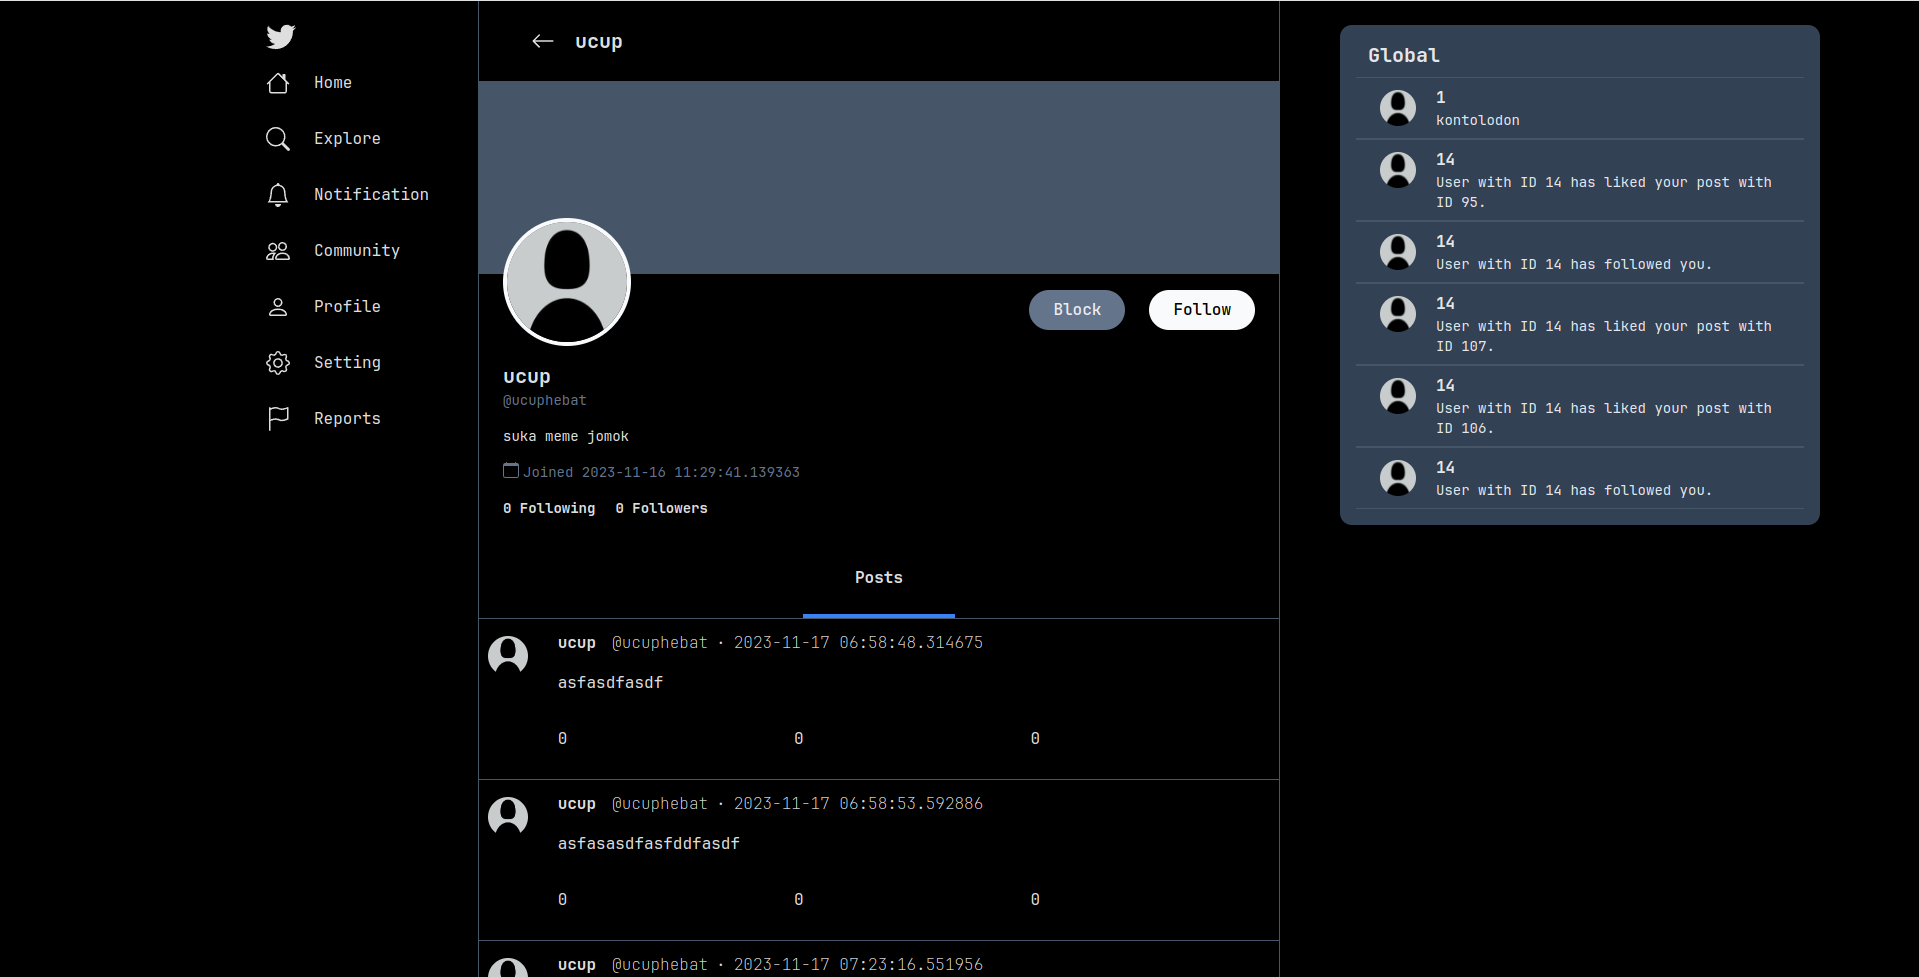 Home
Explore
Notification
Community
Profile
Setting
Reports
ucup
Block
Follow
ucup
@ucuphebat
suka meme jomok
Joined 2023-11-16 11:29:41.139363
0 Following 0 Followers
Posts
ucup @ucuphebat · 2023-11-17 06:58:48.314675
asfasdfasdf
0 0 0
ucup @ucuphebat · 2023-11-17 06:58:53.592886
asfasasdfasfddfasdf
0 0 0
ucup @ucuphebat · 2023-11-17 07:23:16.551956
Global
1
kontolodon
14
User with ID 14 has liked your post with
ID 95.
14
User with ID 14 has followed you.
14
User with ID 14 has liked your post with
ID 107.
14
User with ID 14 has liked your post with
ID 106.
14
User with ID 14 has followed you.